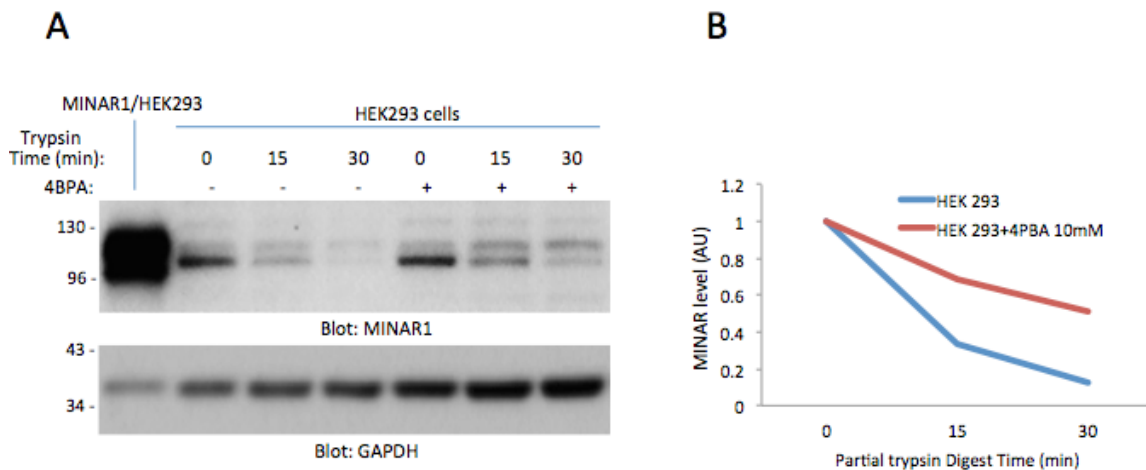 A
MINAR1/HEK293
HEK293 cells
Trypsin
Time (min):
0 15 30 0 15 30
4BPA: - - - + + +
130 -
96 -
Blot: MINAR1
43 -
34 -
Blot: GAPDH
B
MINAR level (AU)
1.2
1
0.8
0.6
0.4
0.2
0
HEK 293
HEK 293+4PBA 10mM
0 15 30
Partial trypsin Digest Time (min)